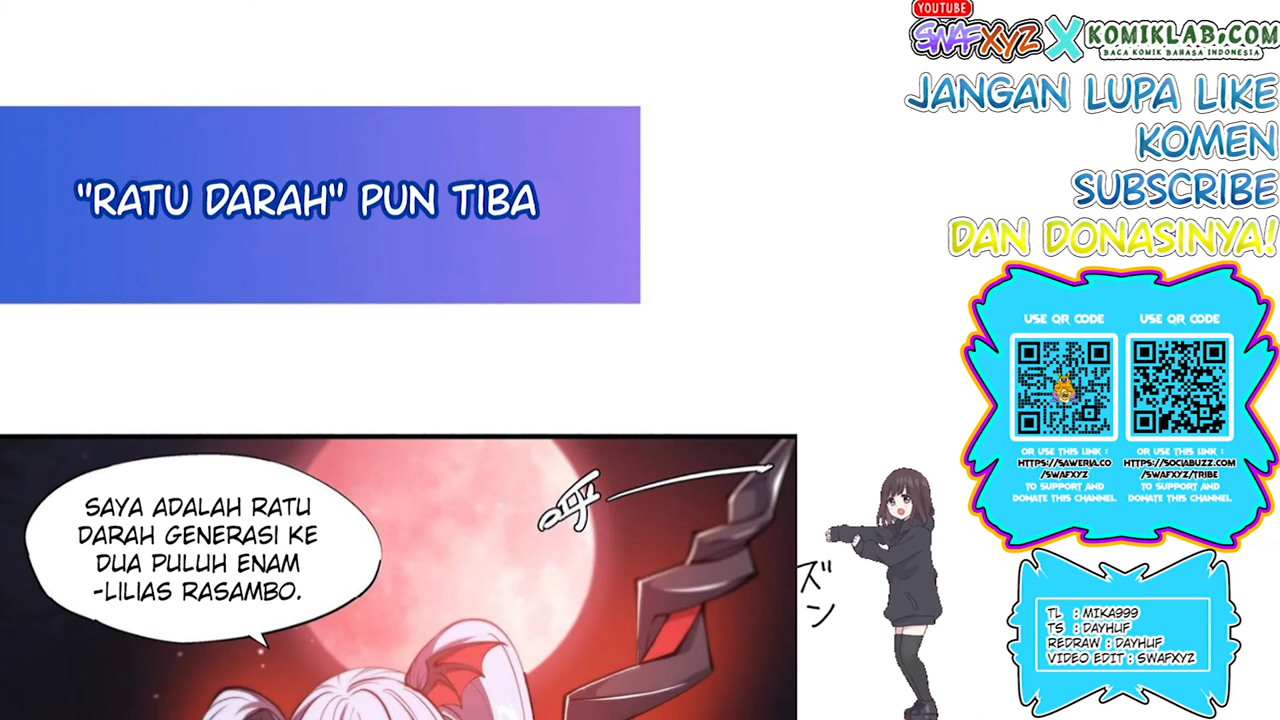 "RATU DARAH" PUN TIBA
SAYA ADALAH RATU
DARAH GENERASI KE
DUA PULUH ENAM
-LILIAS RASAMBO.
ズ
ン
YOUTUBE
SWAFXYZ X KOMIKLAB.COM
BACA KOMIK BAHASA INDONESIA
JANGAN LUPA LIKE
KOMEN
SUBSCRIBE
DAN DONASINYA!
USE QR CODE
OR USE THIS LINK :
HTTPS://SAWERIA.CO
/SWAFXYZ
TO SUPPORT AND
DONATE THIS CHANNEL
USE QR CODE
OR USE THIS LINK :
HTTPS://SOCIABUZZ.COM
/SWAFXYZ/TRIBE
TO SUPPORT AND
DONATE THIS CHANNEL.
TL : MIKA999
TS : DAYHUF
REDRAW : DAYHUF
VIDEO EDIT : SWAFXYZ